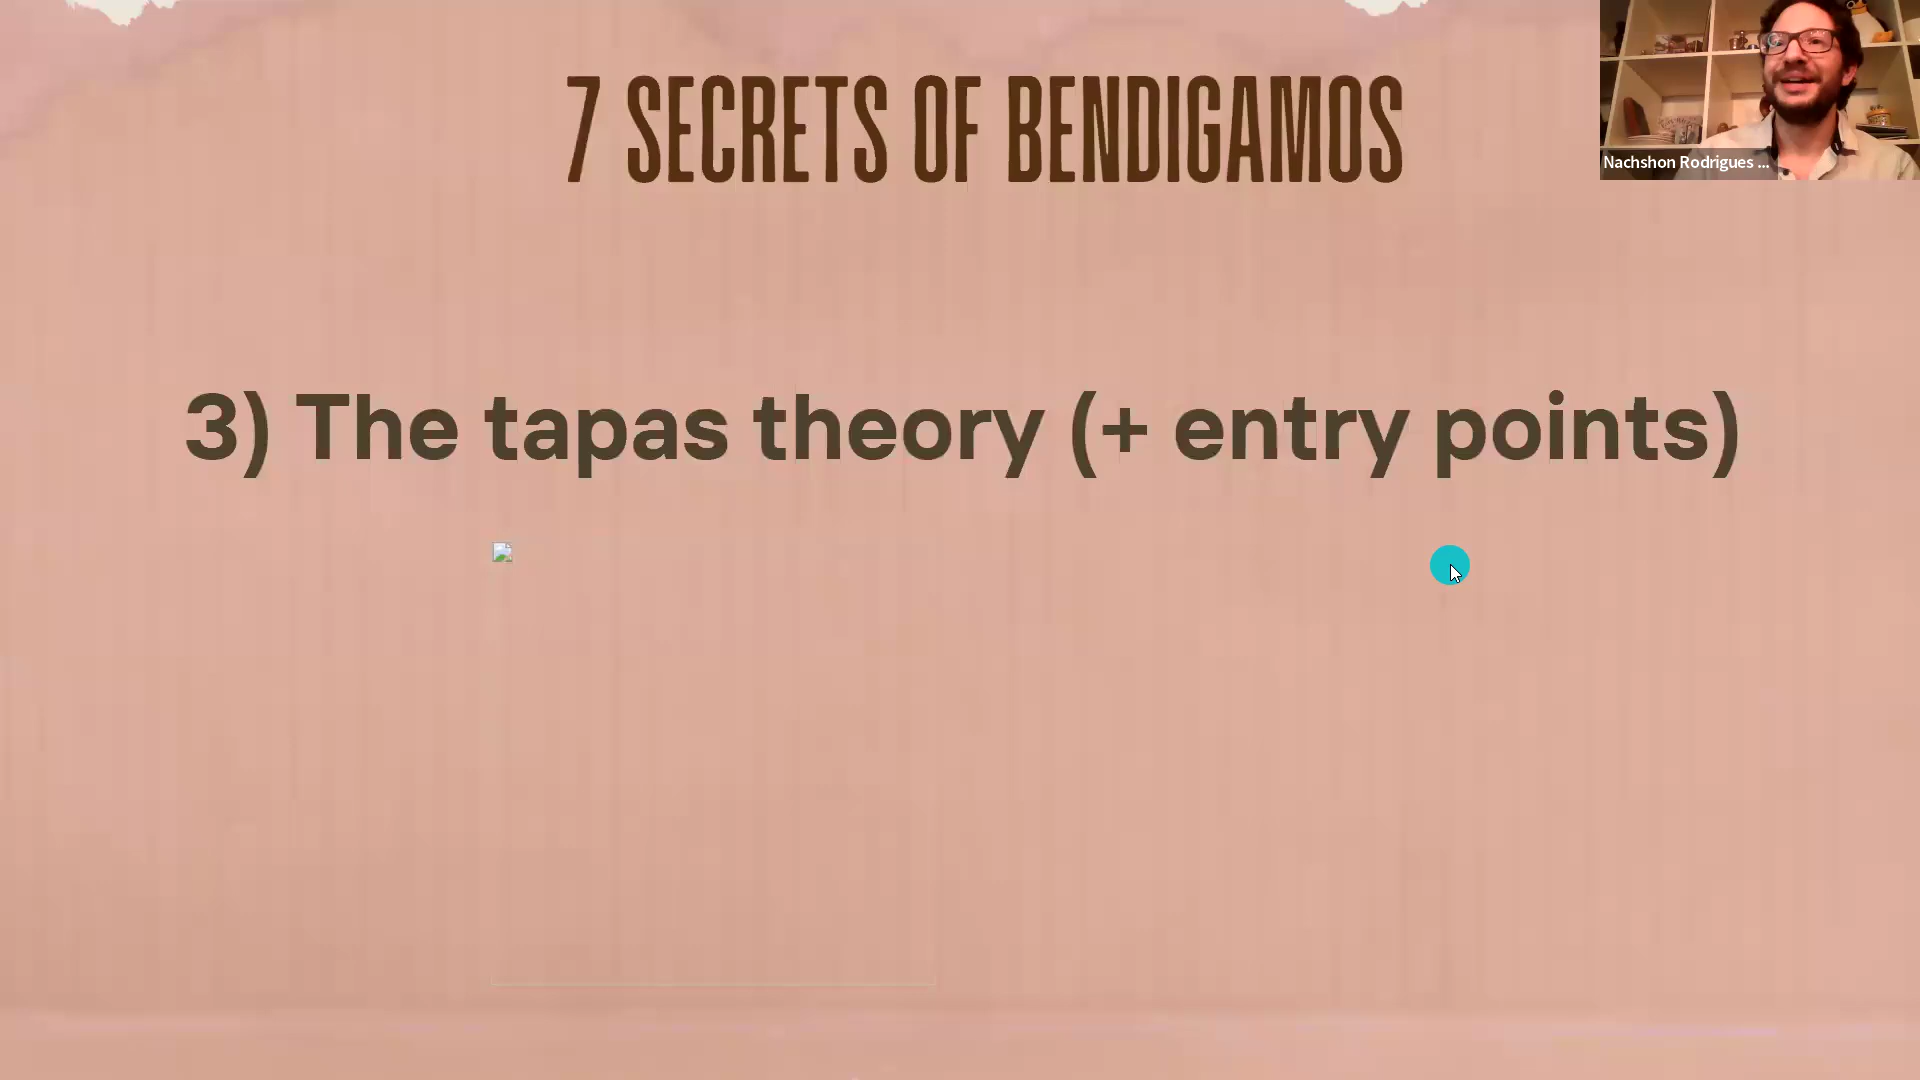 7 SECRETS OF BENDIGAMOS
Nachshon Rodrigues ...
3) The tapas theory (+ entry points)